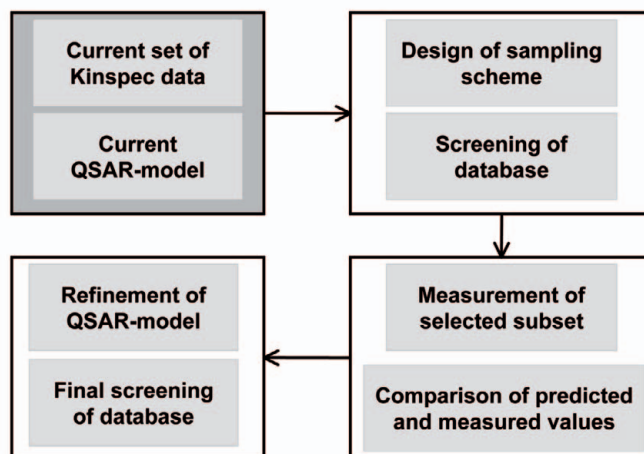 Current set of
Kinspec data
Current
QSAR-model
Design of sampling
scheme
Screening of
database
Measurement of
selected subset
Comparison of predicted
and measured values
Refinement of
QSAR-model
Final screening
of database